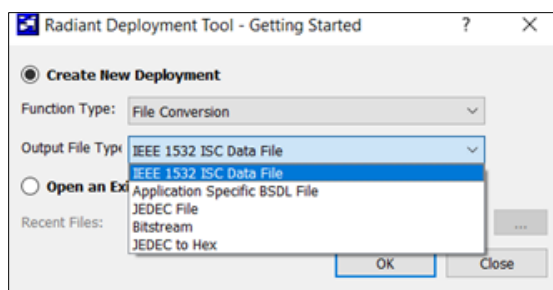 Radiant Deployment Tool - Getting Started ? ×
Create New Deployment
Function Type: File Conversion
Output File Type IEEE 1532 ISC Data File
IEEE 1532 ISC Data File
Open an Exi
Application Specific BSDL File
JEDEC File
Recent Files: ...
Bitstream
JEDEC to Hex
OK Close